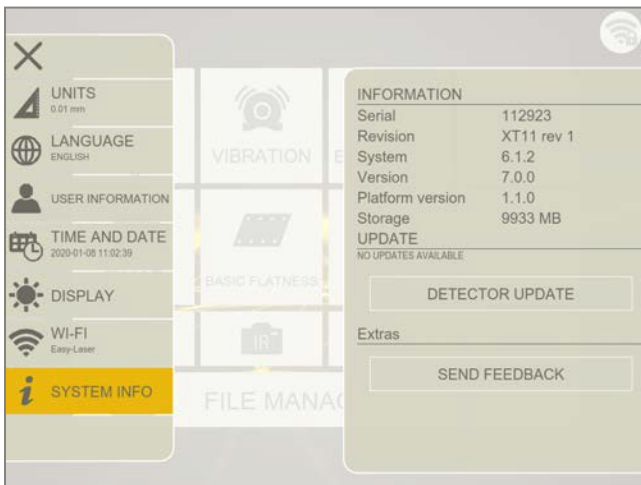 UNITS
0.01 mm
LANGUAGE
ENGLISH
USER INFORMATION
TIME AND DATE
2020-01-08 11:02:39
DISPLAY
WI-FI
Easy-Laser
SYSTEM INFO
VIBRATION
E
BASIC FLATNESS
IR
FILE MANAG
INFORMATION
Serial 112923
Revision XT11 rev 1
System 6.1.2
Version 7.0.0
Platform version 1.1.0
Storage 9933 MB
UPDATE
NO UPDATES AVAILABLE
DETECTOR UPDATE
Extras
SEND FEEDBACK